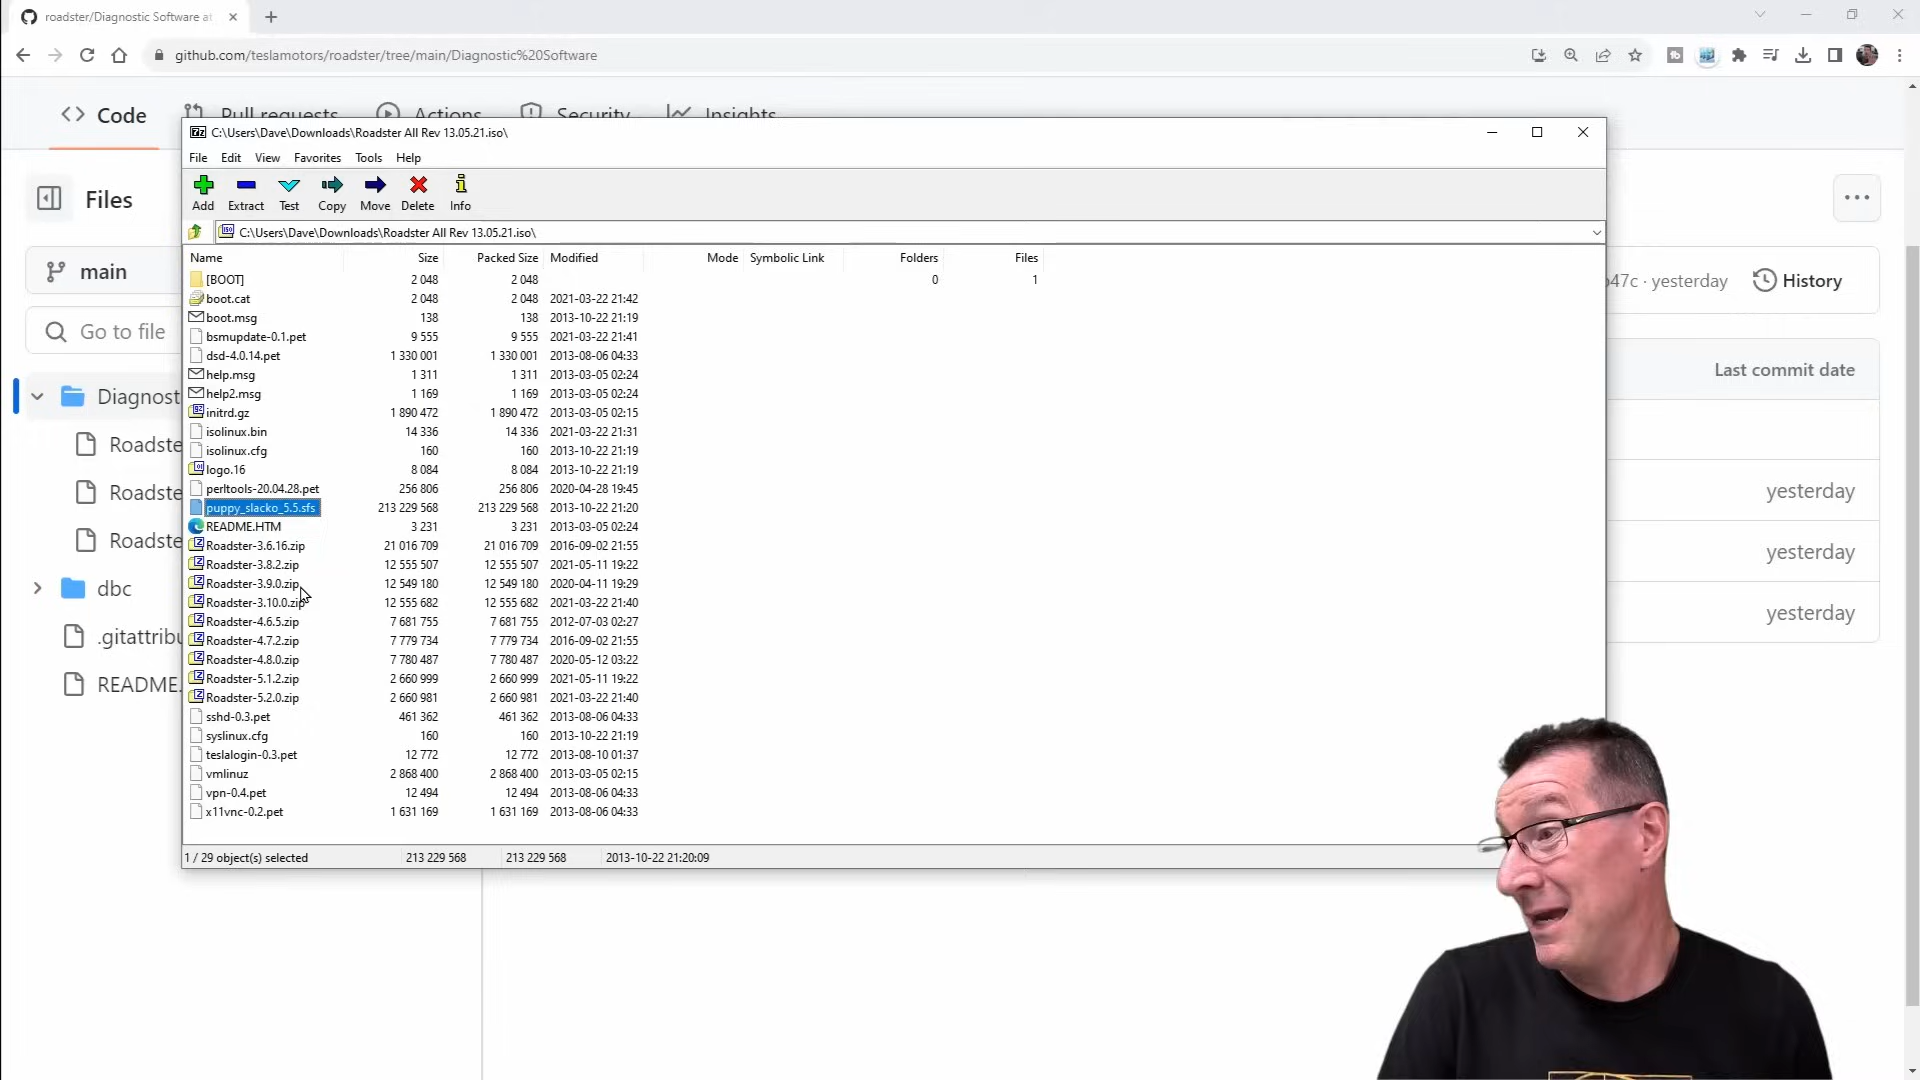 roadster/Diagnostic Software at
github.com/teslamotors/roadster/tree/main/Diagnostic%20Software
Code Pull requests Actions Security Insights
C:\Users\Dave\Downloads\Roadster All Rev 13.05.21.iso\
File Edit View Favorites Tools Help
Files
Add Extract Test Copy Move Delete Info
C:\Users\Dave\Downloads\Roadster All Rev 13.05.21.iso\
Name Size Packed Size Modified Mode Symbolic Link Folders Files
main
[BOOT] 2 048 2 048 0 1
47c · yesterday History
boot.cat 2 048 2 048 2021-03-22 21:42
boot.msg 138 138 2013-10-22 21:19
Go to file
bsmupdate-0.1.pet 9 555 9 555 2021-03-22 21:41
dsd-4.0.14.pet 1 330 001 1 330 001 2013-08-06 04:33
Last commit date
help.msg 1 311 1 311 2013-03-05 02:24
Diagnost
help2.msg 1 169 1 169 2013-03-05 02:24
initrd.gz 1 890 472 1 890 472 2013-03-05 02:15
isolinux.bin 14 336 14 336 2021-03-22 21:31
Roadste
isolinux.cfg 160 160 2013-10-22 21:19
logo.16 8 084 8 084 2013-10-22 21:19
perltools-20.04.28.pet 256 806 256 806 2020-04-28 19:45
Roadste
yesterday
puppy_slacko_5.5.sfs 213 229 568 213 229 568 2013-10-22 21:20
README.HTM 3 231 3 231 2013-03-05 02:24
Roadste
Roadster-3.6.16.zip 21 016 709 21 016 709 2016-09-02 21:55
yesterday
Roadster-3.8.2.zip 12 555 507 12 555 507 2021-05-11 19:22
Roadster-3.9.0.zip 12 549 180 12 549 180 2020-04-11 19:29
dbc
Roadster-3.10.0.zip 12 555 682 12 555 682 2021-03-22 21:40
yesterday
Roadster-4.6.5.zip 7 681 755 7 681 755 2012-07-03 02:27
.gitattribu
Roadster-4.7.2.zip 7 779 734 7 779 734 2016-09-02 21:55
Roadster-4.8.0.zip 7 780 487 7 780 487 2020-05-12 03:22
Roadster-5.1.2.zip 2 660 999 2 660 999 2021-05-11 19:22
README.
Roadster-5.2.0.zip 2 660 981 2 660 981 2021-03-22 21:40
sshd-0.3.pet 461 362 461 362 2013-08-06 04:33
syslinux.cfg 160 160 2013-10-22 21:19
teslalogin-0.3.pet 12 772 12 772 2013-08-10 01:37
vmlinuz 2 868 400 2 868 400 2013-03-05 02:15
vpn-0.4.pet 12 494 12 494 2013-08-06 04:33
x11vnc-0.2.pet 1 631 169 1 631 169 2013-08-06 04:33
1 / 29 object(s) selected 213 229 568 213 229 568 2013-10-22 21:20:09